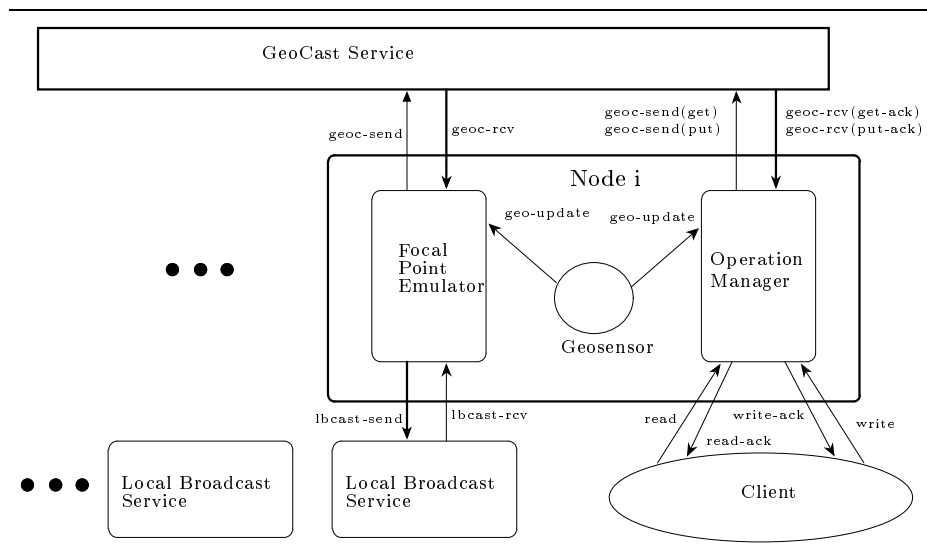 GeoCast Service
geoc-send
geoc-rcv
geoc-send(get)
geoc-send(put)
geoc-rcv(get-ack)
geoc-rcv(put-ack)
Node i
geo-update
geo-update
Focal
Point
Emulator
Operation
Manager
Geosensor
lbcast-send
lbcast-rcv
read
write-ack
write
read-ack
Local Broadcast
Service
Local Broadcast
Service
Client